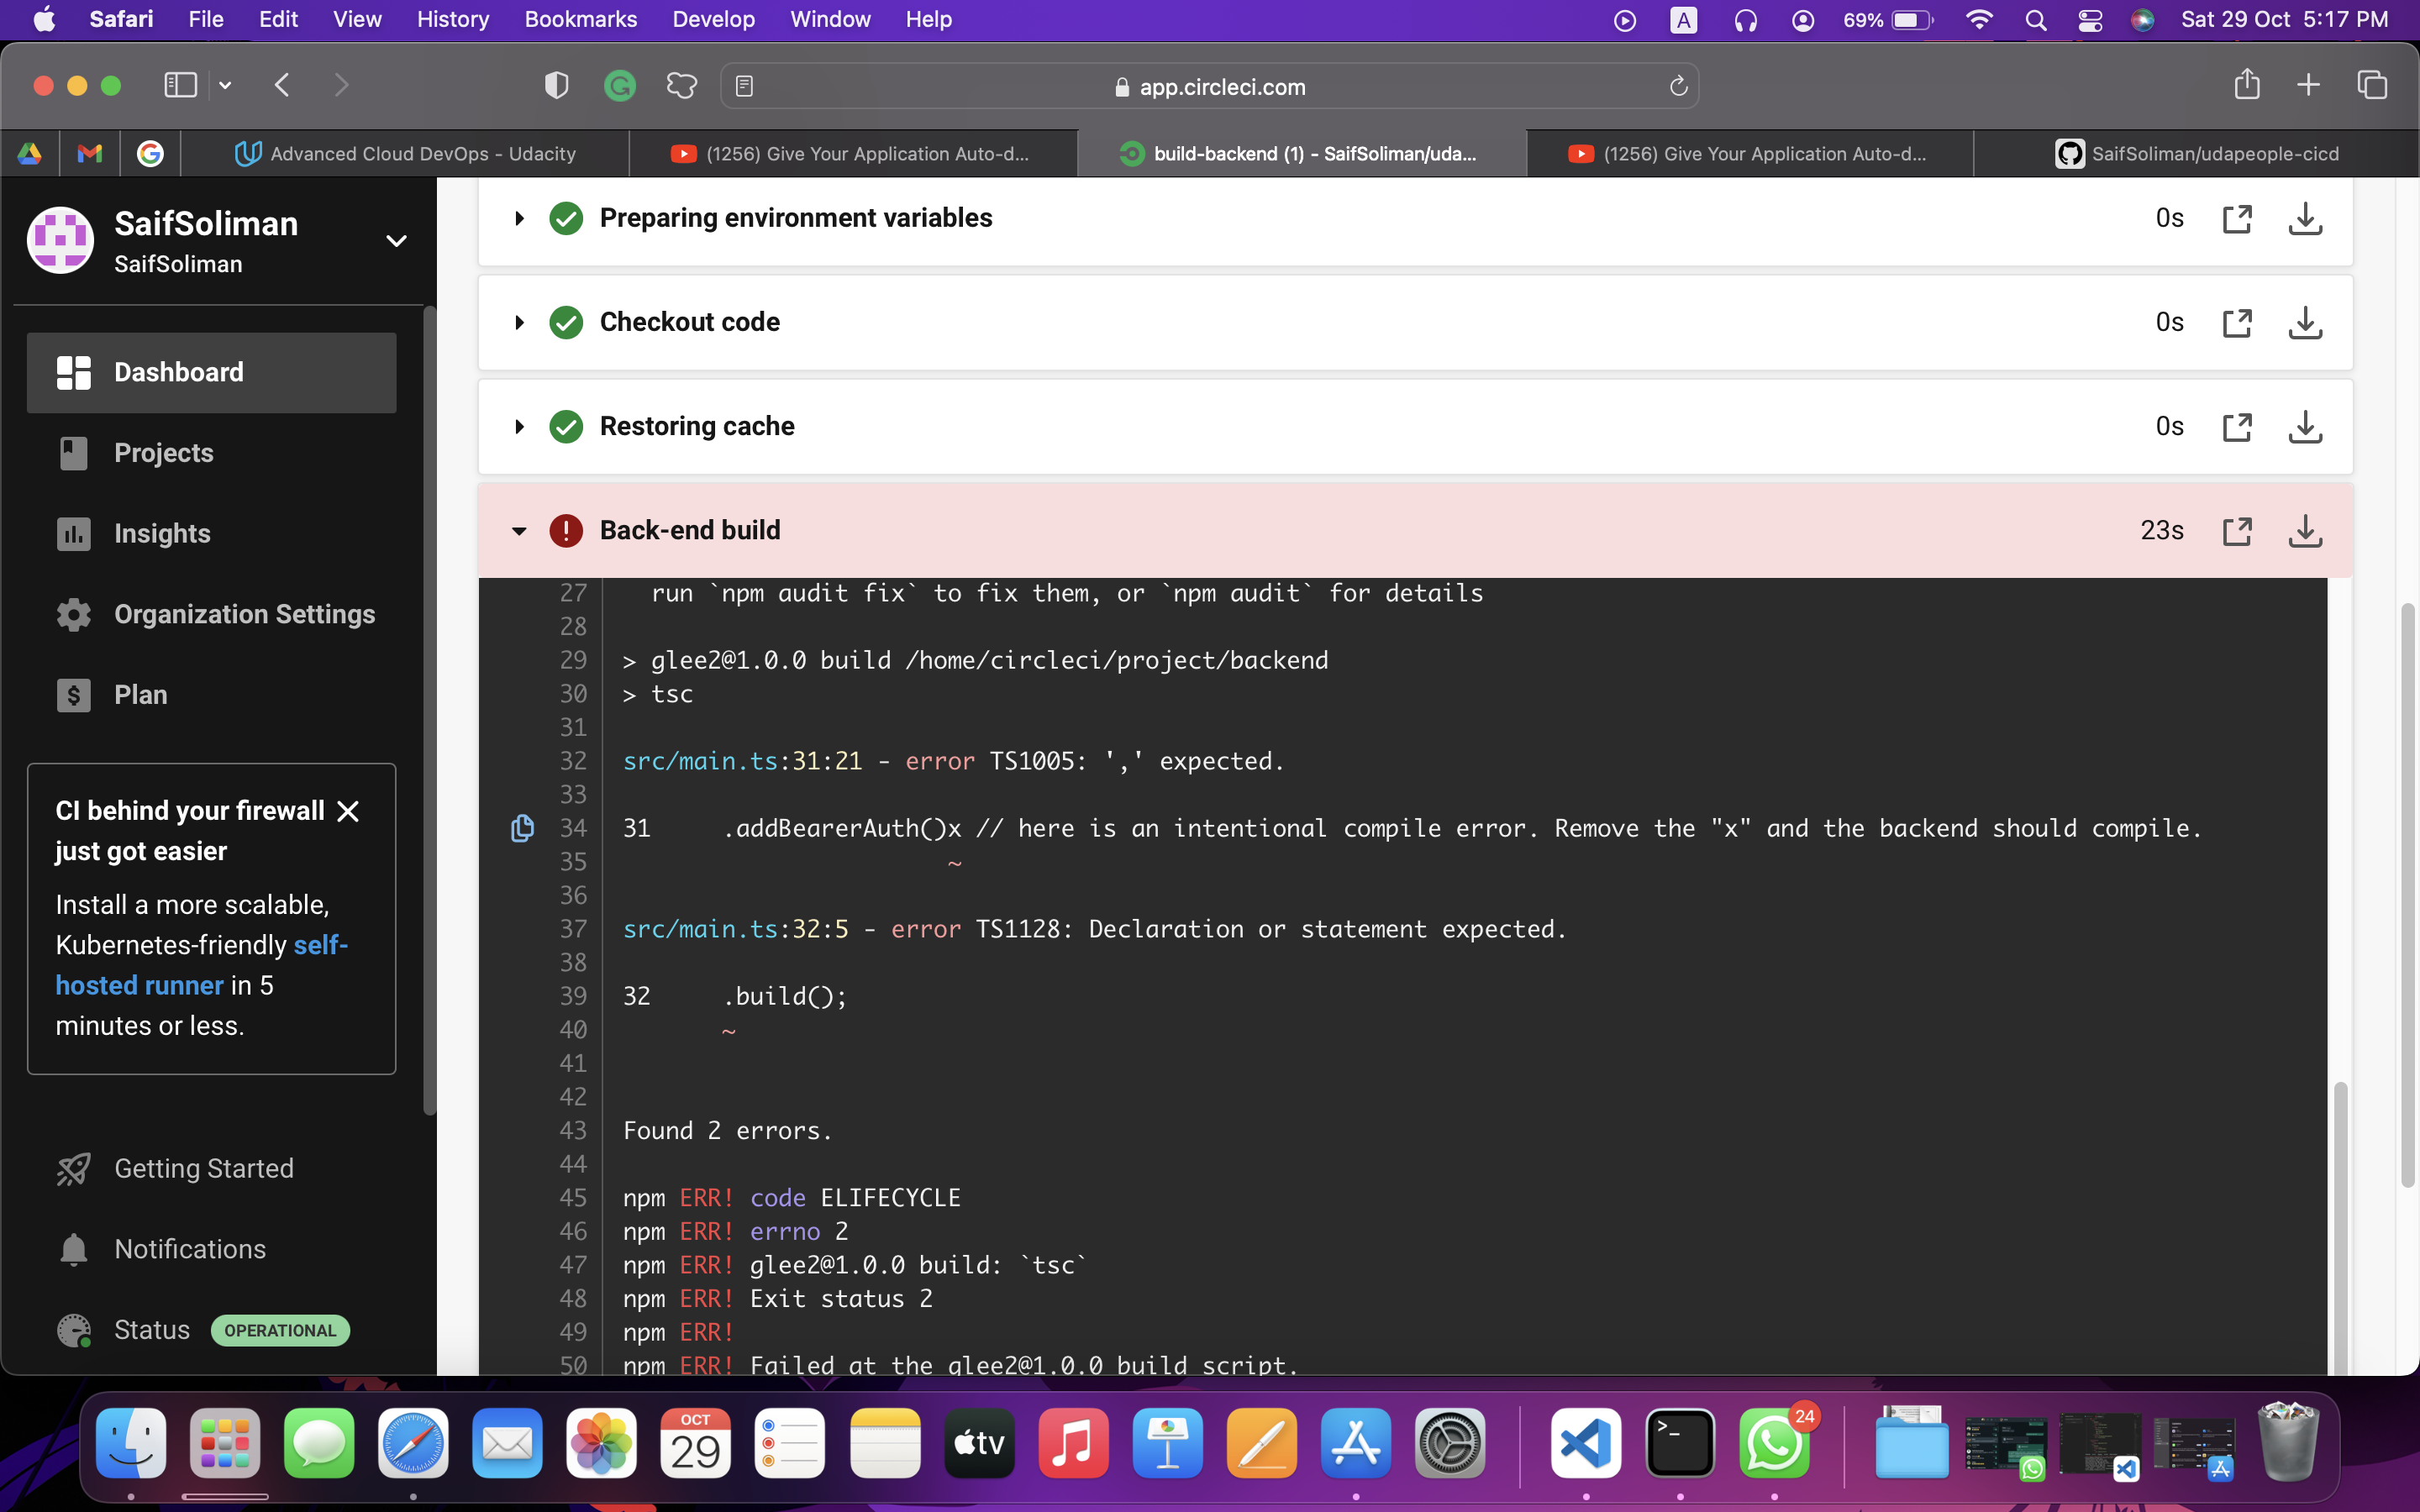 Safari File Edit View History Bookmarks Develop Window Help A 69% Sat 29 Oct 5:17 PM
app.circleci.com
Advanced Cloud DevOps - Udacity
(1256) Give Your Application Auto-d...
build-backend (1) - SaifSoliman/uda...
(1256) Give Your Application Auto-d...
SaifSoliman/udapeople-cicd
SaifSoliman
SaifSoliman
Dashboard
Projects
Insights
Organization Settings
Plan
CI behind your firewall
just got easier
Install a more scalable,
Kubernetes-friendly self-
hosted runner in 5
minutes or less.
Getting Started
Notifications
Status OPERATIONAL
Preparing environment variables 0s
Checkout code 0s
Restoring cache 0s
Back-end build 23s
27 run `npm audit fix` to fix them, or `npm audit` for details
28
29 > glee2@1.0.0 build /home/circleci/project/backend
30 > tsc
31
32 src/main.ts:31:21 - error TS1005: ',' expected.
33
34 31     .addBearerAuth()x // here is an intentional compile error. Remove the "x" and the backend should compile.
35 ~
36
37 src/main.ts:32:5 - error TS1128: Declaration or statement expected.
38
39 32     .build();
40 ~
41
42
43 Found 2 errors.
44
45 npm ERR! code ELIFECYCLE
46 npm ERR! errno 2
47 npm ERR! glee2@1.0.0 build: `tsc`
48 npm ERR! Exit status 2
49 npm ERR!
50 npm ERR! Failed at the glee2@1.0.0 build script.
OCT
29
tv
>_
24